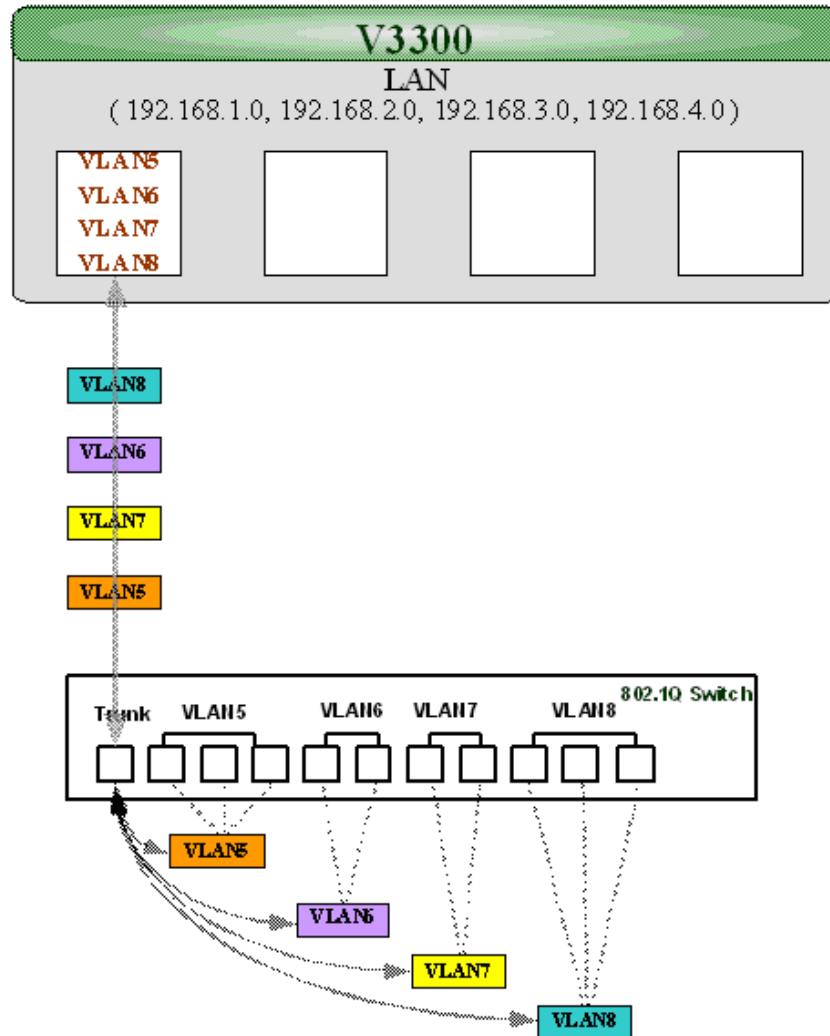 V3300
LAN
( 192.168.1.0, 192.168.2.0, 192.168.3.0, 192.168.4.0 )
VLAN5
VLAN6
VLAN7
VLAN8
VLAN8
VLAN6
VLAN7
VLAN5
802.1Q Switch
Trunk VLAN5 VLAN6 VLAN7 VLAN8
VLAN5
VLAN6
VLAN7
VLAN8